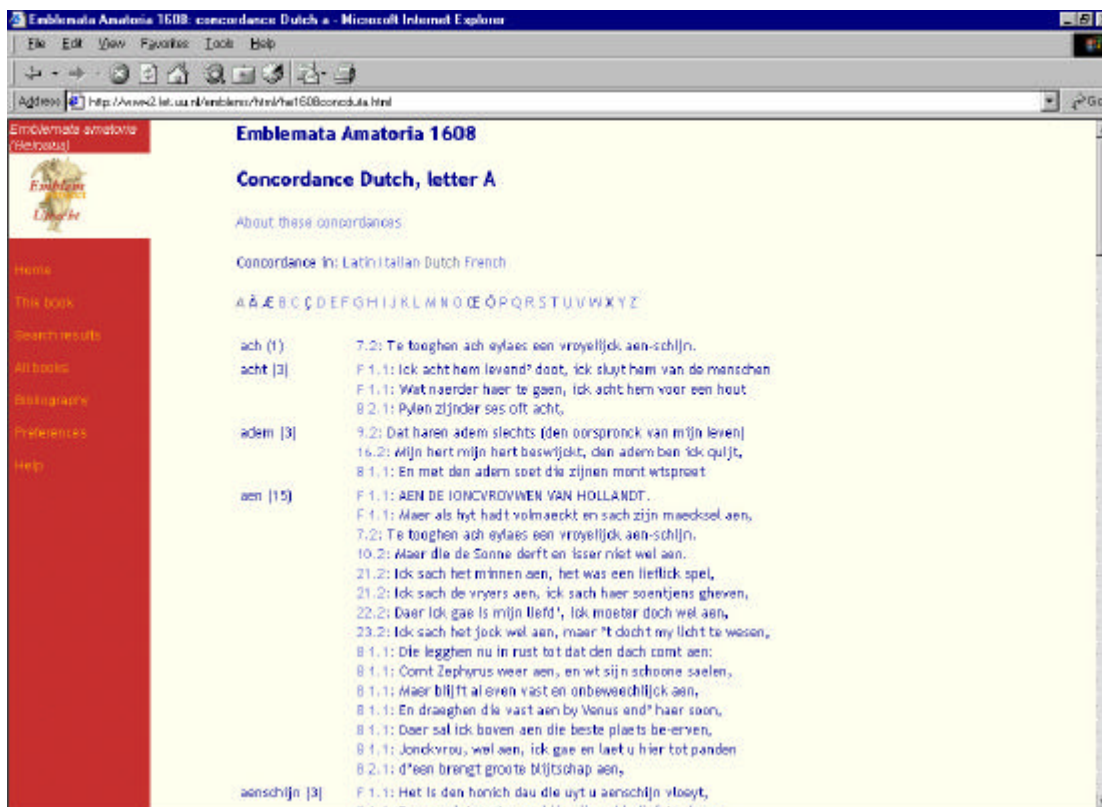 Emblemata Amatoria 1608: concordance Dutch a - Microsoft Internet Explorer
File Edit View Favorites Tools Help
Address http://www2.let.uu.nl/emblems/html/he1608concduta.html Go
Emblemata amatoria
(Heinsius)
Emblem
Project
Utrecht
Home
This book
Search results
All books
Bibliography
Preferences
Help
Emblemata Amatoria 1608
Concordance Dutch, letter A
About these concordances
Concordance in: Latin Italian Dutch French
A À Æ B C Ç D E F G H I J K L M N O Œ Ô P Q R S T U V W X Y Z
ach (1) 7.2: Te tooghen ach eylaes een vroyelijck aen-schijn.
acht (3) F 1.1: Ick acht hem levend' doot, ick sluyt hem van de menschen
F 1.1: Wat naerder haer te gaen, ick acht hem voor een hout
B 2.1: Pylen zijnder ses oft acht,
adem (3) 9.2: Dat haren adem slechts (den oorspronck van mijn leven)
16.2: Mijn hert mijn hert beswijckt, den adem ben ick quijt,
B 1.1: En met den adem soet die zijnen mont wtspreet
aen (15) F 1.1: AEN DE IONCVROVWEN VAN HOLLANDT.
F 1.1: Maer als hyt hadt volmaeckt en sach zijn maecksel aen,
7.2: Te tooghen ach eylaes een vroyelijck aen-schijn.
10.2: Maer die de Sonne derft en isser niet wel aen.
21.2: Ick sach het minnen aen, het was een lieflick spel,
21.2: Ick sach de vryers aen, ick sach haer soentjens gheven,
22.2: Daer ick gae is mijn liefd', ick moeter doch wel aen,
23.2: Ick sach het jock wel aen, maer 't docht my licht te wesen,
B 1.1: Die legghen nu in rust tot dat den dach comt aen:
B 1.1: Comt Zephyrus weer aen, en wt sijn schoone saelen,
B 1.1: Maer blijft al even vast en onbeweechlijck aen,
B 1.1: En draeghen die vast aen by Venus end' haer soon,
B 1.1: Daer sal ick boven aen die beste plaets be-erven,
B 1.1: Jonckvrou, wel aen, ick gae en laet u hier tot panden
B 2.1: d'een brengt groote blijtschap aen,
aenschijn (3) F 1.1: Het is den honich dau die uyt u aenschijn vloeyt,